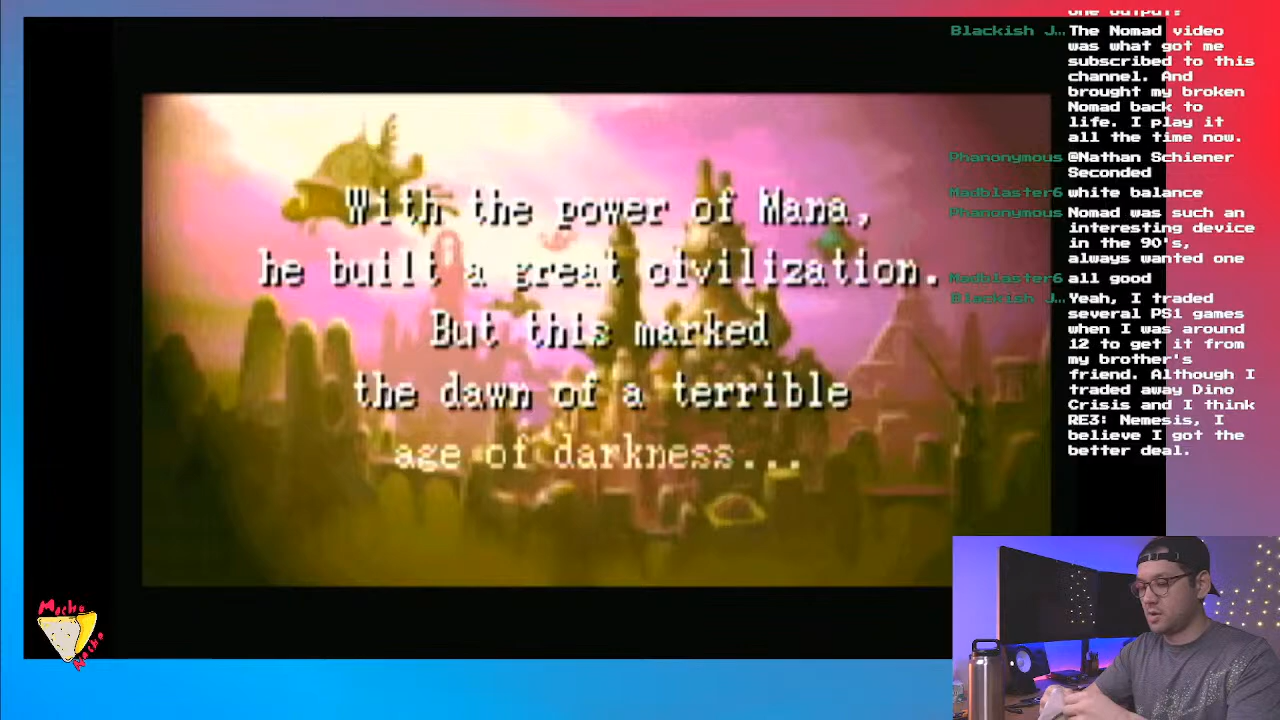 With the power of Mana,
he built a great civilization.
But this marked
the dawn of a terrible
age of darkness...
one output?
Blackish J… The Nomad video
was what got me
subscribed to this
channel. And
brought my broken
Nomad back to
life. I play it
all the time now.
Phanonymous @Nathan Schiener
Seconded
Madblaster6 white balance
Phanonymous Nomad was such an
interesting device
in the 90's,
always wanted one
Madblaster6 all good
Blackish J… Yeah, I traded
several PS1 games
when I was around
12 to get it from
my brother's
friend. Although I
traded away Dino
Crisis and I think
RE3: Nemesis, I
believe I got the
better deal.
Macho
Nacho